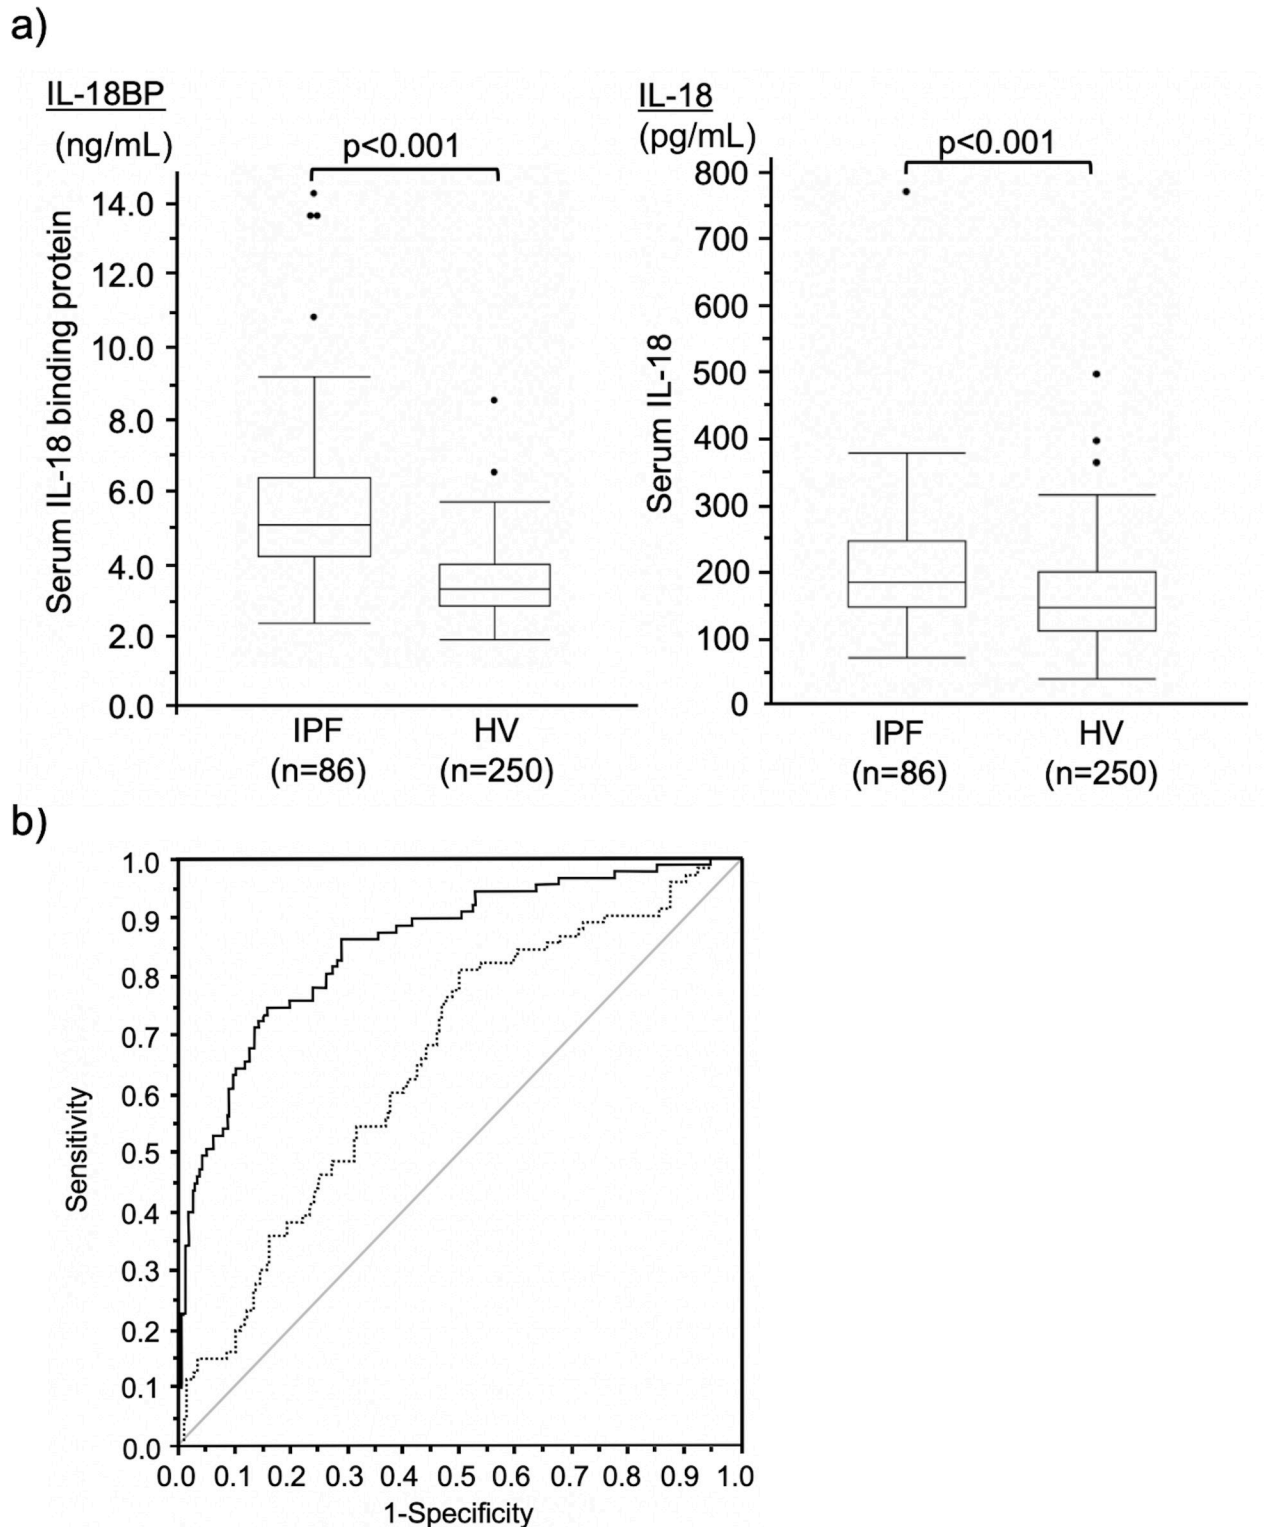 a)
IL-18BP
(ng/mL)
p<0.001
Serum IL-18 binding protein
14.0
12.0
10.0
8.0
6.0
4.0
2.0
0.0
IPF HV
(n=86) (n=250)
IL-18
(pg/mL)
p<0.001
Serum IL-18
800
700
600
500
400
300
200
100
0
IPF HV
(n=86) (n=250)
b)
Sensitivity
1.0
0.9
0.8
0.7
0.6
0.5
0.4
0.3
0.2
0.1
0.0
0.0 0.1 0.2 0.3 0.4 0.5 0.6 0.7 0.8 0.9 1.0
1-Specificity